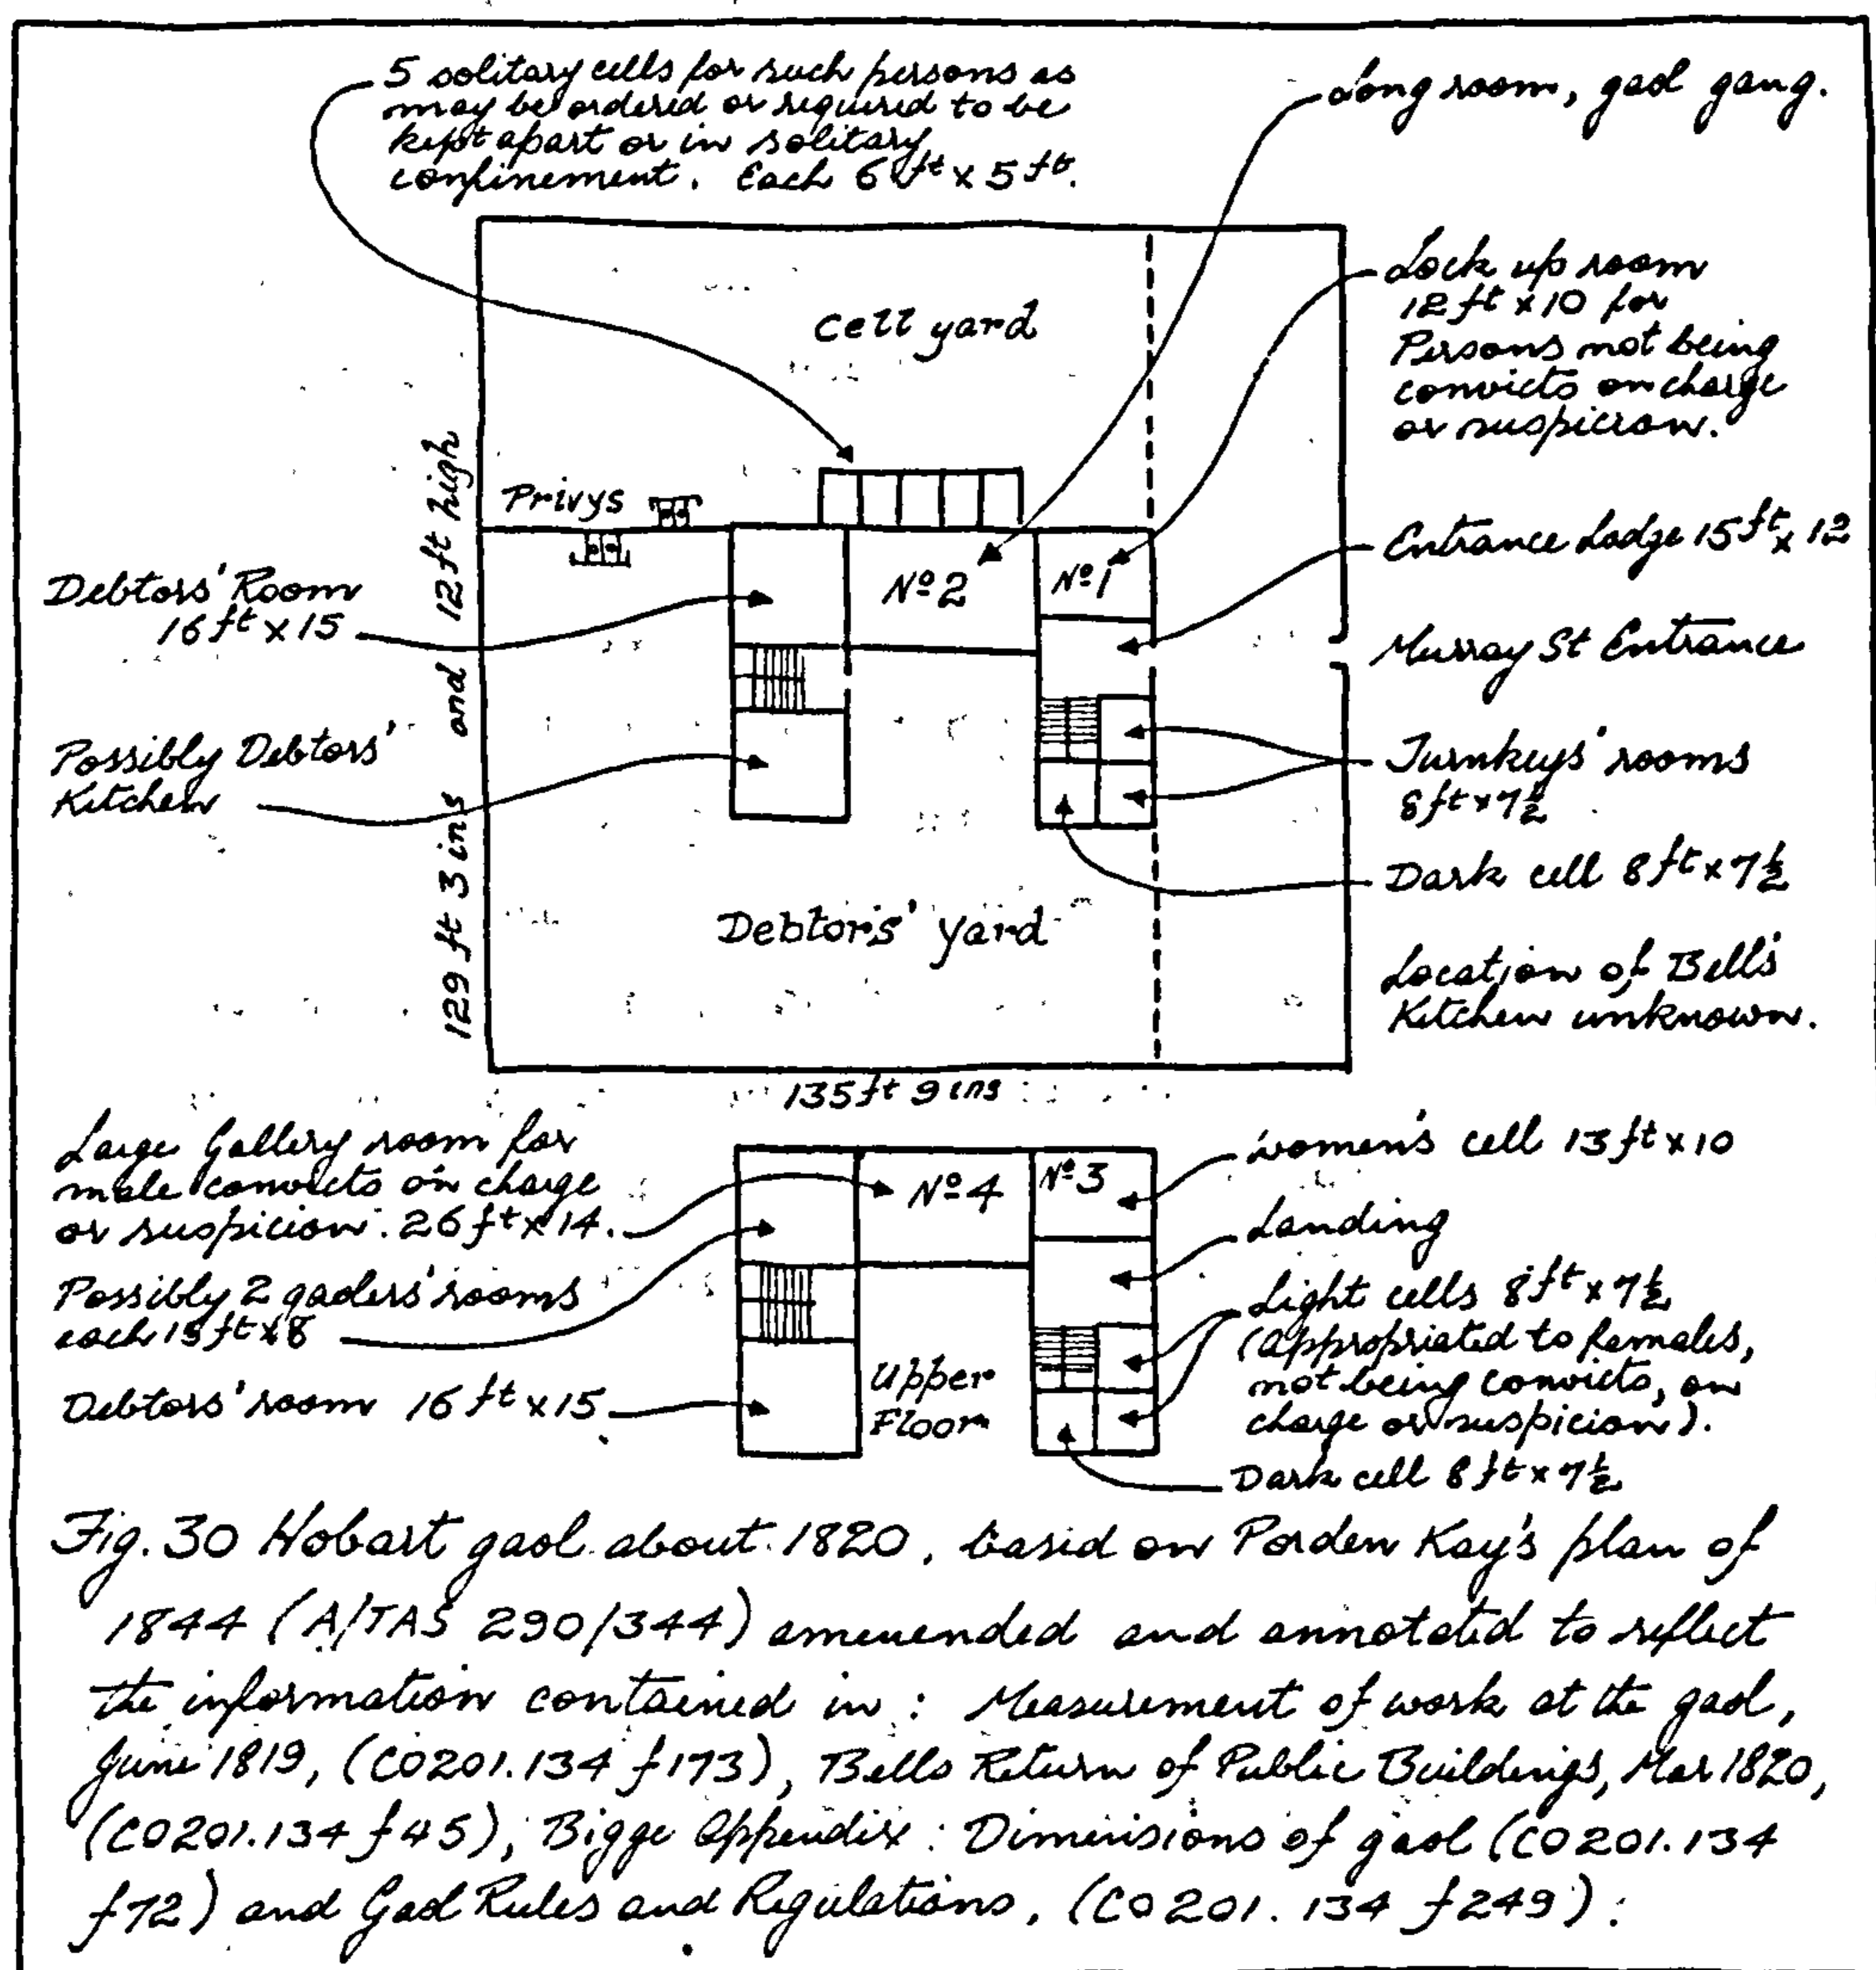 5 solitary cells for such persons as
may be ordered or required to be
kept apart or in solitary
confinement. Each 6 ft x 5 ft.
Long room, gaol gang.
Lock up room
12 ft x 10 for
Persons not being
convicts on charge
or suspicion.
Cell yard
Privys
129 ft 3 ins and 12ft high
Entrance Lodge 15ft x 12
Debtors' Room
16 ft x 15
Nº 2
Nº 1
Murray St Entrance
Possibly Debtors'
Kitchen
Turnkeys' rooms
8 ft x 7½
Dark cell 8 ft x 7½
Debtors' Yard
Location of Bell's
Kitchen unknown.
135 ft 9 ins
Large Gallery room for
male convicts on charge
or suspicion. 26 ft x 14.
Possibly 2 gaolers' rooms
each 15 ft x 8
Debtors' room 16 ft x 15
Nº 4
Nº 3
Upper
Floor
Women's cell 13 ft x 10
Landing
Light cells 8 ft x 7½
(appropriated to females,
not being convicts, on
charge or suspicion).
Dark cell 8 ft x 7½
Fig. 30 Hobart gaol about 1820, based on Porden Kay's plan of
1844 (A/TAS 290/344) amenended and annotated to reflect
the information contained in: Measurement of work at the gaol,
June 1819, (CO201.134 f173), Bells Return of Public Buildings, Mar 1820,
(CO201.134 f45), Bigge Appendix: Dimensions of gaol (CO201.134
f72) and Gaol Rules and Regulations, (CO201.134 f249):